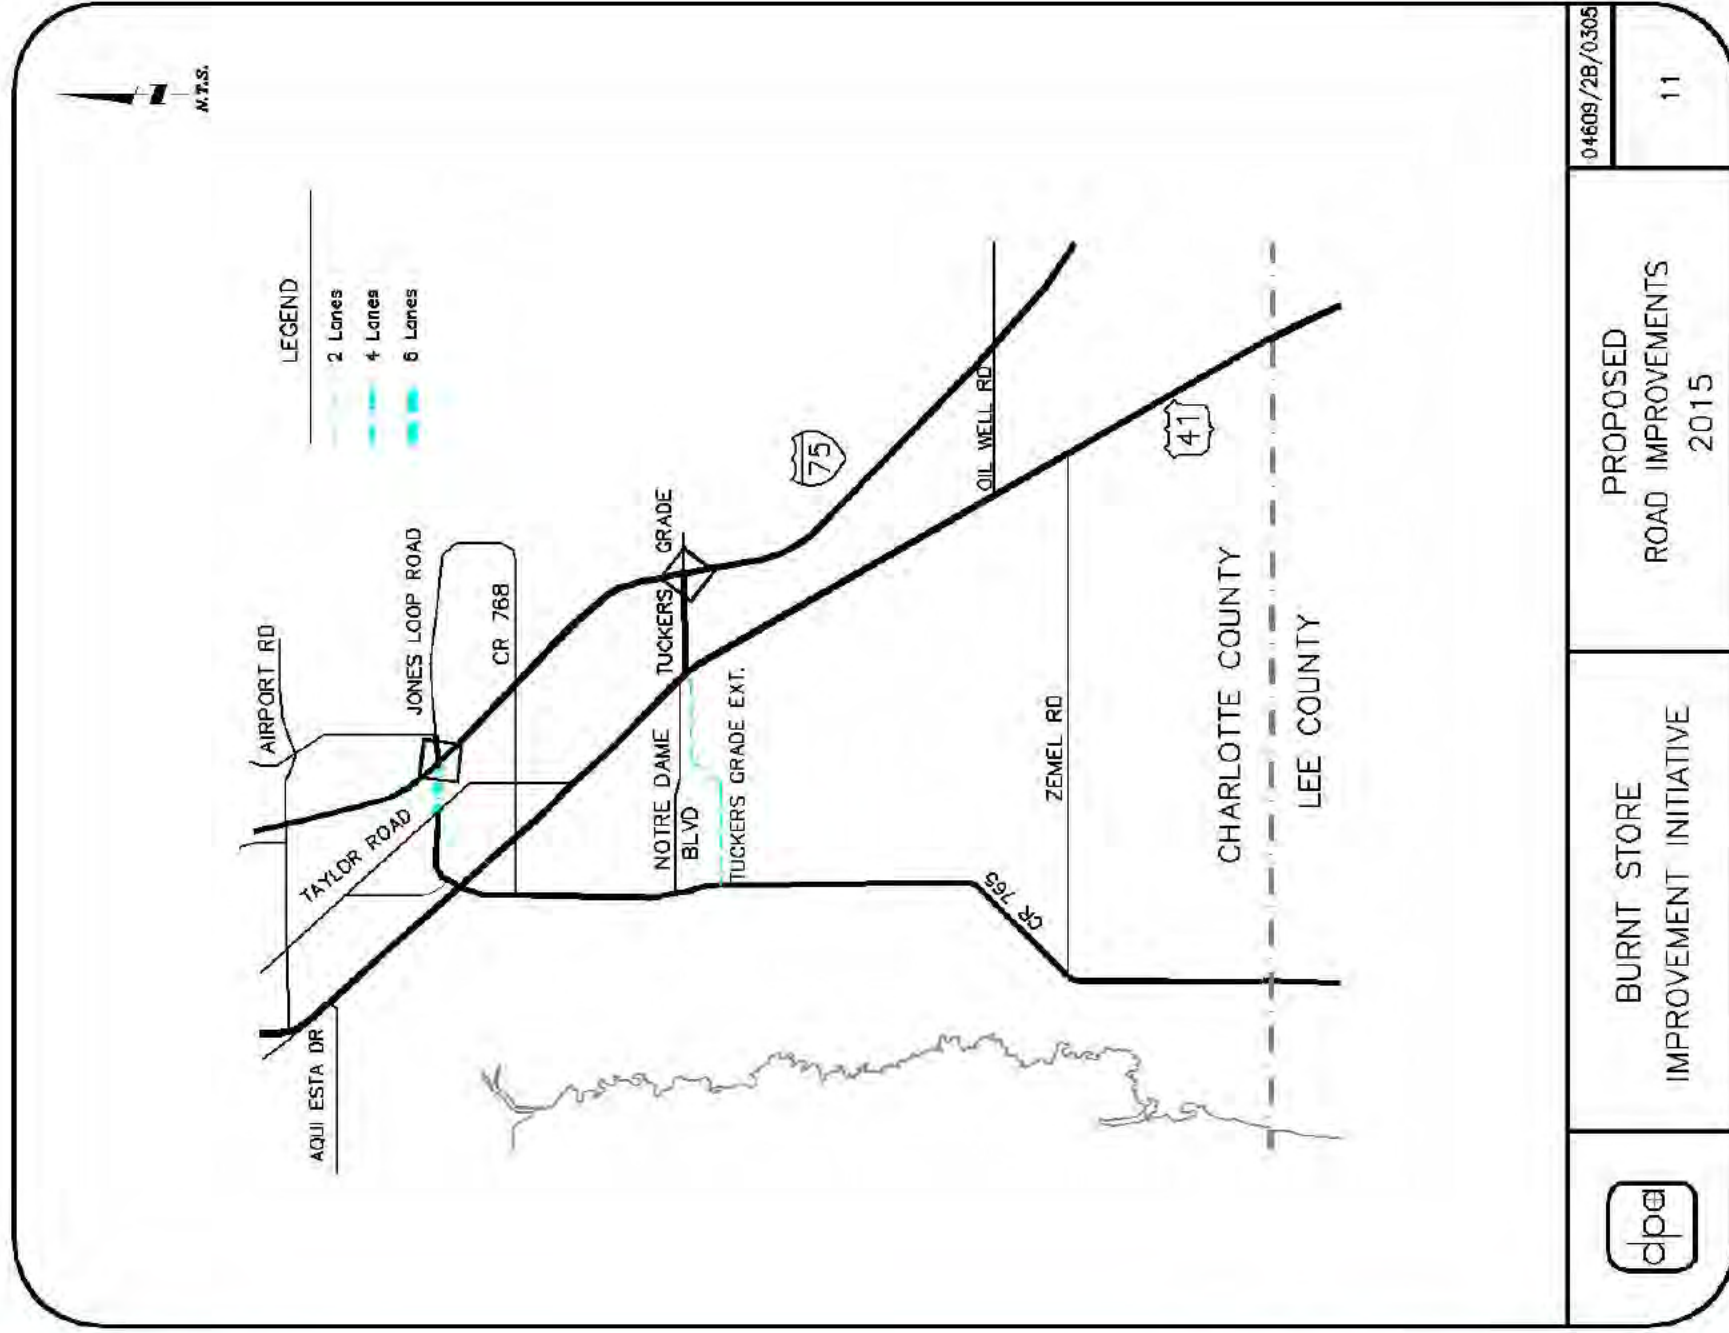 N.T.S.
LEGEND
2 Lanes
4 Lanes
6 Lanes
AIRPORT RD
JONES LOOP ROAD
CR 768
TAYLOR ROAD
AQUI ESTA DR
TUCKERS GRADE
NOTRE DAME
BLVD
TUCKERS GRADE EXT.
75
OIL WELL RD
41
ZEMEL RD
CR 765
CHARLOTTE COUNTY
LEE COUNTY
dpa
BURNT STORE
IMPROVEMENT INITIATIVE
PROPOSED
ROAD IMPROVEMENTS
2015
04609/2B/0305
11